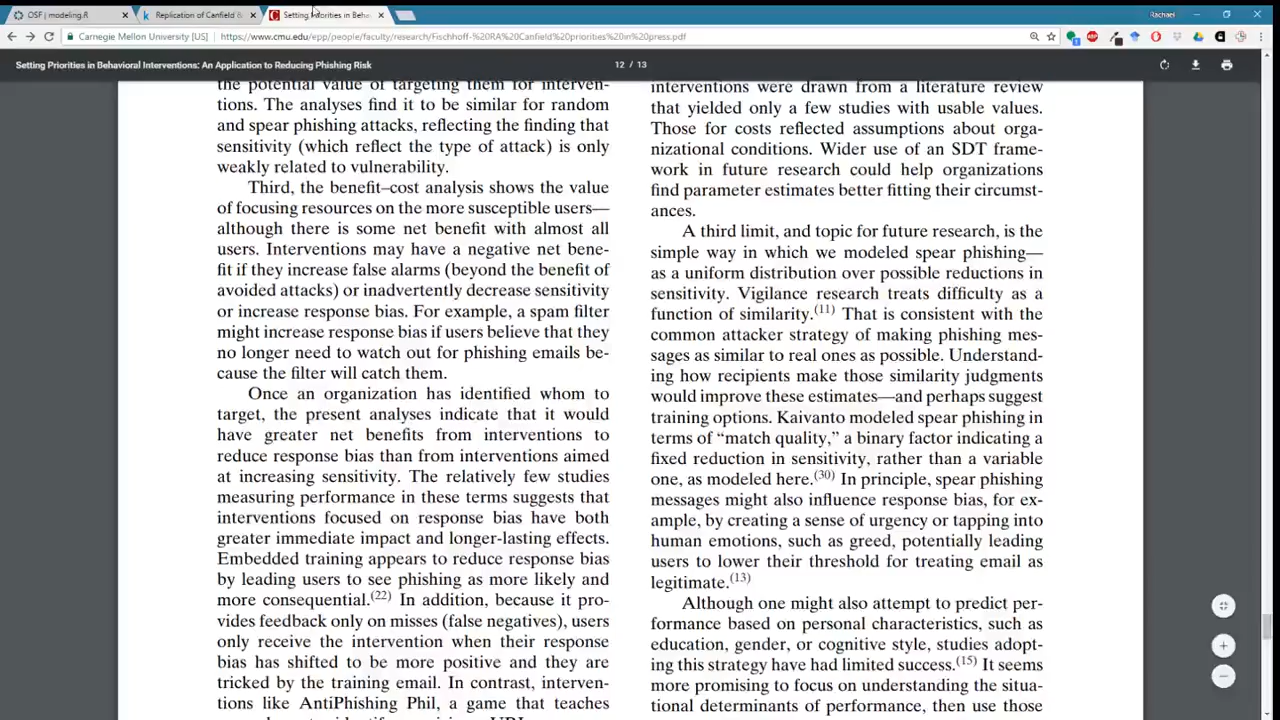 OSF | modeling.R
Replication of Canfield &
Setting Priorities in Beha
Rachael
Carnegie Mellon University [US]
https://www.cmu.edu/epp/people/faculty/research/Fischhoff-%20RA%20Canfield%20priorities%20in%20press.pdf
Setting Priorities in Behavioral Interventions: An Application to Reducing Phishing Risk
12 / 13
the potential value of targeting them for interven-
tions. The analyses find it to be similar for random
and spear phishing attacks, reflecting the finding that
sensitivity (which reflect the type of attack) is only
weakly related to vulnerability.
Third, the benefit–cost analysis shows the value
of focusing resources on the more susceptible users—
although there is some net benefit with almost all
users. Interventions may have a negative net bene-
fit if they increase false alarms (beyond the benefit of
avoided attacks) or inadvertently decrease sensitivity
or increase response bias. For example, a spam filter
might increase response bias if users believe that they
no longer need to watch out for phishing emails be-
cause the filter will catch them.
Once an organization has identified whom to
target, the present analyses indicate that it would
have greater net benefits from interventions to
reduce response bias than from interventions aimed
at increasing sensitivity. The relatively few studies
measuring performance in these terms suggests that
interventions focused on response bias have both
greater immediate impact and longer-lasting effects.
Embedded training appears to reduce response bias
by leading users to see phishing as more likely and
more consequential.(22) In addition, because it pro-
vides feedback only on misses (false negatives), users
only receive the intervention when their response
bias has shifted to be more positive and they are
tricked by the training email. In contrast, interven-
tions like AntiPhishing Phil, a game that teaches
interventions were drawn from a literature review
that yielded only a few studies with usable values.
Those for costs reflected assumptions about orga-
nizational conditions. Wider use of an SDT frame-
work in future research could help organizations
find parameter estimates better fitting their circumst-
ances.
A third limit, and topic for future research, is the
simple way in which we modeled spear phishing—
as a uniform distribution over possible reductions in
sensitivity. Vigilance research treats difficulty as a
function of similarity.(11) That is consistent with the
common attacker strategy of making phishing mes-
sages as similar to real ones as possible. Understand-
ing how recipients make those similarity judgments
would improve these estimates—and perhaps suggest
training options. Kaivanto modeled spear phishing in
terms of “match quality,” a binary factor indicating a
fixed reduction in sensitivity, rather than a variable
one, as modeled here.(30) In principle, spear phishing
messages might also influence response bias, for ex-
ample, by creating a sense of urgency or tapping into
human emotions, such as greed, potentially leading
users to lower their threshold for treating email as
legitimate.(13)
Although one might also attempt to predict per-
formance based on personal characteristics, such as
education, gender, or cognitive style, studies adopt-
ing this strategy have had limited success.(15) It seems
more promising to focus on understanding the situa-
tional determinants of performance, then use those